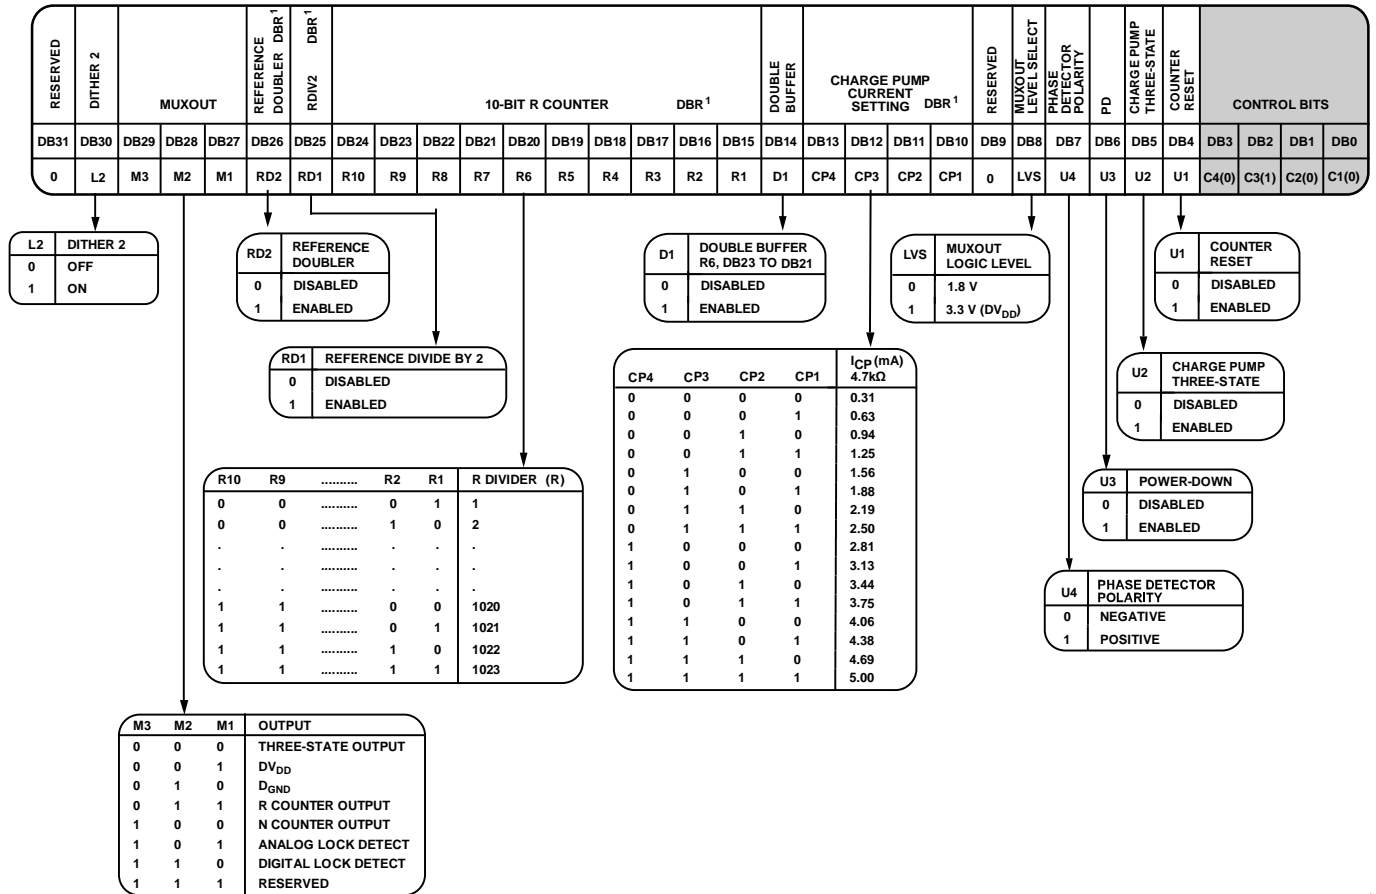 RESERVED
DITHER 2
MUXOUT
REFERENCE DOUBLER DBR 1
RDIV2 DBR 1
10-BIT R COUNTER DBR 1
DOUBLE BUFFER
CHARGE PUMP CURRENT SETTING DBR 1
RESERVED
MUXOUT LEVEL SELECT
PHASE DETECTOR POLARITY
PD
CHARGE PUMP THREE-STATE
COUNTER RESET
CONTROL BITS
DB31 DB30 DB29 DB28 DB27 DB26 DB25 DB24 DB23 DB22 DB21 DB20 DB19 DB18 DB17 DB16 DB15 DB14 DB13 DB12 DB11 DB10 DB9 DB8 DB7 DB6 DB5 DB4 DB3 DB2 DB1 DB0
0 L2 M3 M2 M1 RD2 RD1 R10 R9 R8 R7 R6 R5 R4 R3 R2 R1 D1 CP4 CP3 CP2 CP1 0 LVS U4 U3 U2 U1 C4(0) C3(1) C2(0) C1(0)
L2 DITHER 2
0 OFF
1 ON
RD2 REFERENCE DOUBLER
0 DISABLED
1 ENABLED
D1 DOUBLE BUFFER R6, DB23 TO DB21
0 DISABLED
1 ENABLED
LVS MUXOUT LOGIC LEVEL
0 1.8 V
1 3.3 V (DVDD)
U1 COUNTER RESET
0 DISABLED
1 ENABLED
RD1 REFERENCE DIVIDE BY 2
0 DISABLED
1 ENABLED
CP4 CP3 CP2 CP1 ICP (mA) 4.7kΩ
0 0 0 0 0.31
0 0 0 1 0.63
0 0 1 0 0.94
0 0 1 1 1.25
0 1 0 0 1.56
0 1 0 1 1.88
0 1 1 0 2.19
0 1 1 1 2.50
1 0 0 0 2.81
1 0 0 1 3.13
1 0 1 0 3.44
1 0 1 1 3.75
1 1 0 0 4.06
1 1 0 1 4.38
1 1 1 0 4.69
1 1 1 1 5.00
U2 CHARGE PUMP THREE-STATE
0 DISABLED
1 ENABLED
R10 R9 .......... R2 R1 R DIVIDER (R)
0 0 .......... 0 1 1
0 0 .......... 1 0 2
. . .......... . . .
. . .......... . . .
. . .......... . . .
1 1 .......... 0 0 1020
1 1 .......... 0 1 1021
1 1 .......... 1 0 1022
1 1 .......... 1 1 1023
U3 POWER-DOWN
0 DISABLED
1 ENABLED
U4 PHASE DETECTOR POLARITY
0 NEGATIVE
1 POSITIVE
M3 M2 M1 OUTPUT
0 0 0 THREE-STATE OUTPUT
0 0 1 DVDD
0 1 0 DGND
0 1 1 R COUNTER OUTPUT
1 0 0 N COUNTER OUTPUT
1 0 1 ANALOG LOCK DETECT
1 1 0 DIGITAL LOCK DETECT
1 1 1 RESERVED